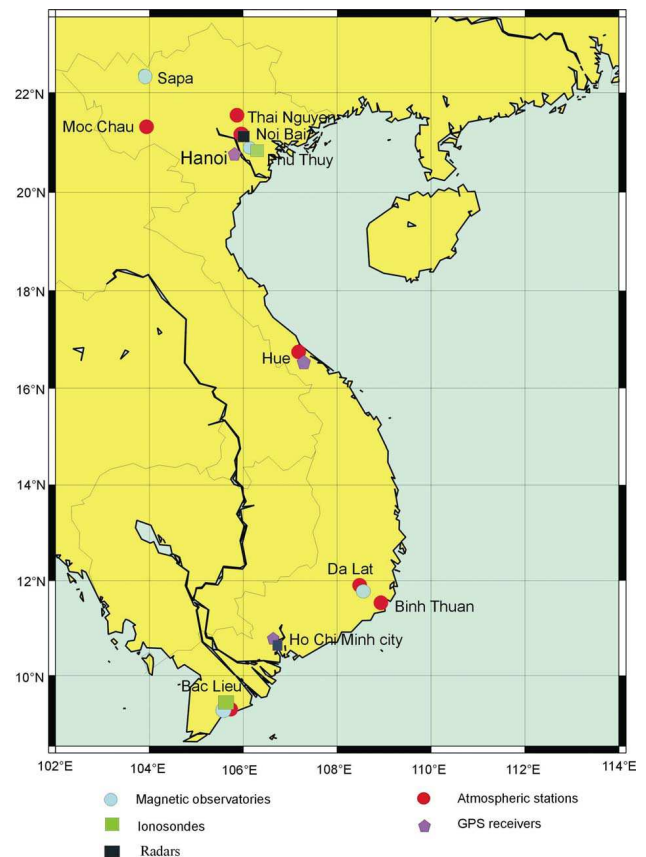 Sapa
22°N
Thai Nguyen
Moc Chau
Noi Bai
Hanoi
Phu Thuy
20°N
18°N
Hue
16°N
14°N
12°N
Da Lat
Binh Thuan
Ho Chi Minh city
10°N
Bac Lieu
102°E 104°E 106°E 108°E 110°E 112°E 114°E
Magnetic observatories Atmospheric stations
Ionosondes GPS receivers
Radars